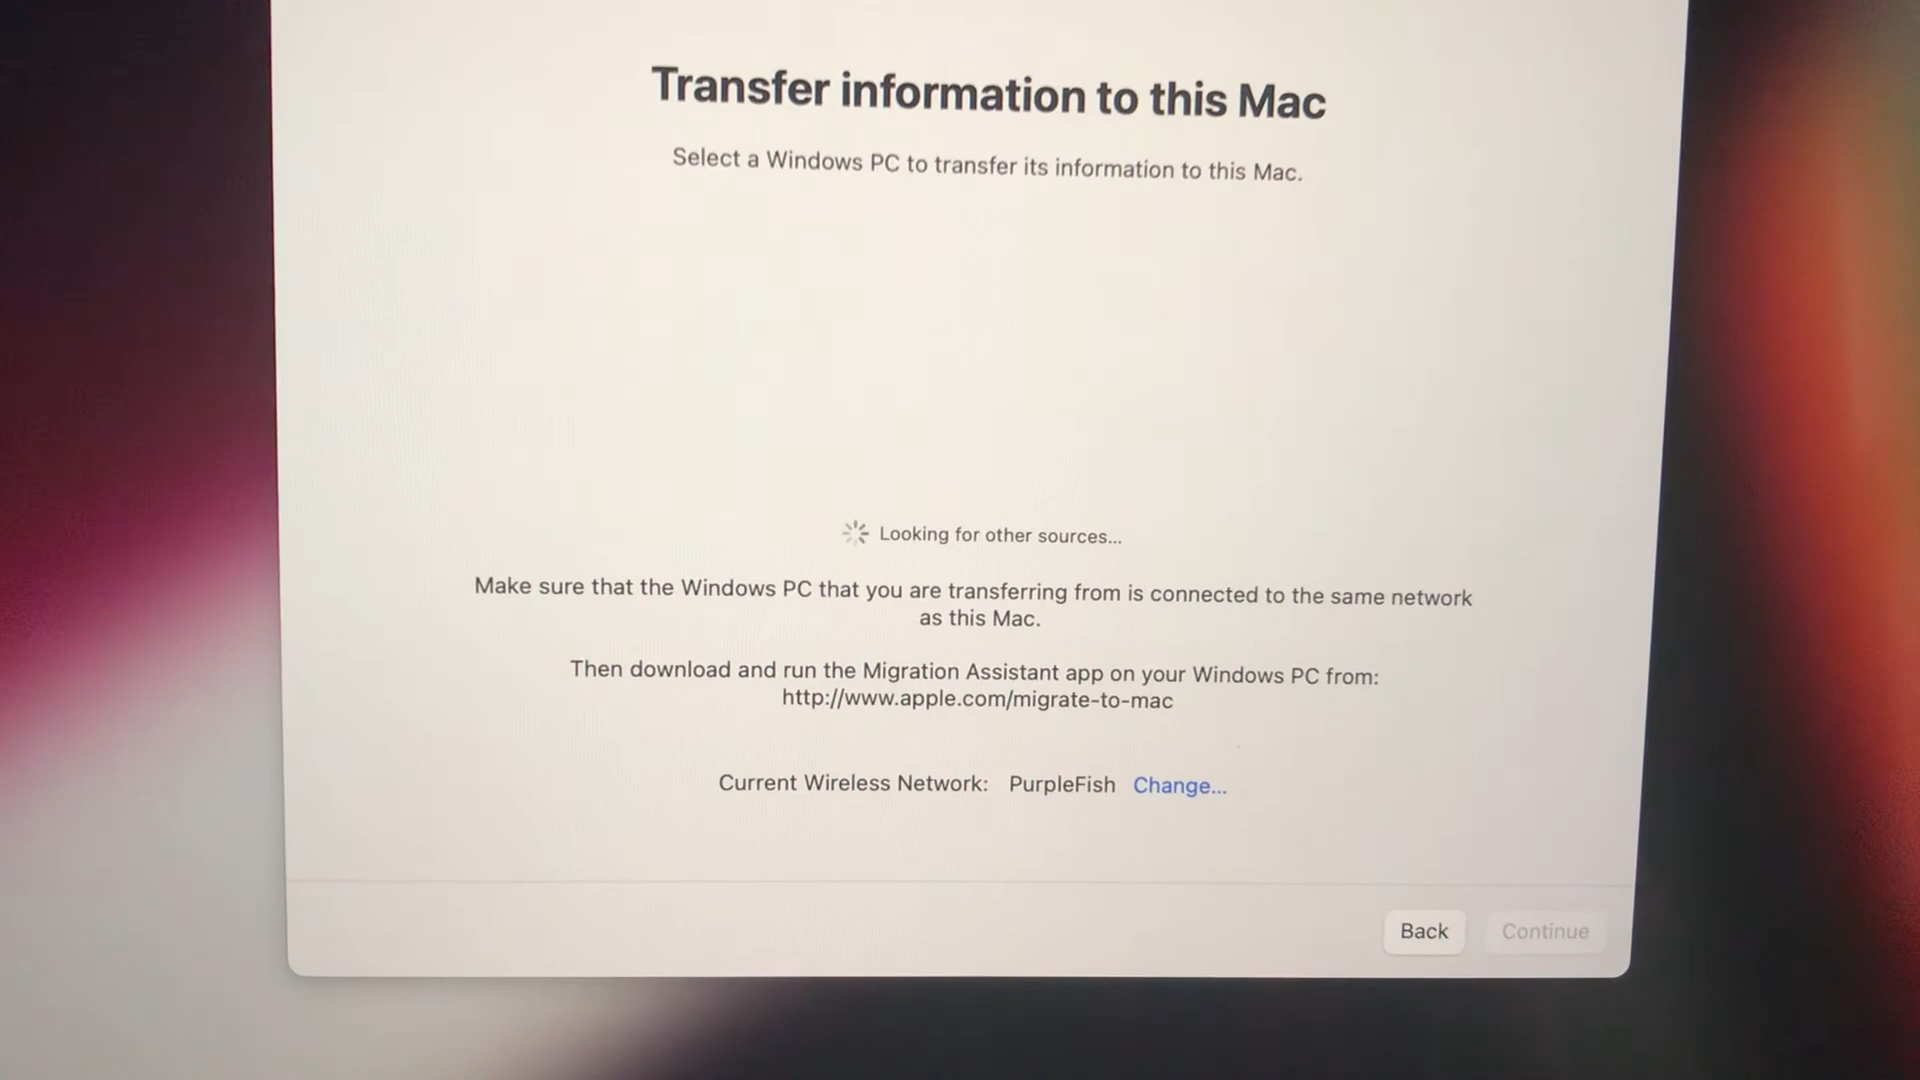 Transfer information to this Mac
Select a Windows PC to transfer its information to this Mac.
Looking for other sources...
Make sure that the Windows PC that you are transferring from is connected to the same network
as this Mac.
Then download and run the Migration Assistant app on your Windows PC from:
http://www.apple.com/migrate-to-mac
Current Wireless Network: PurpleFish Change...
Back Continue